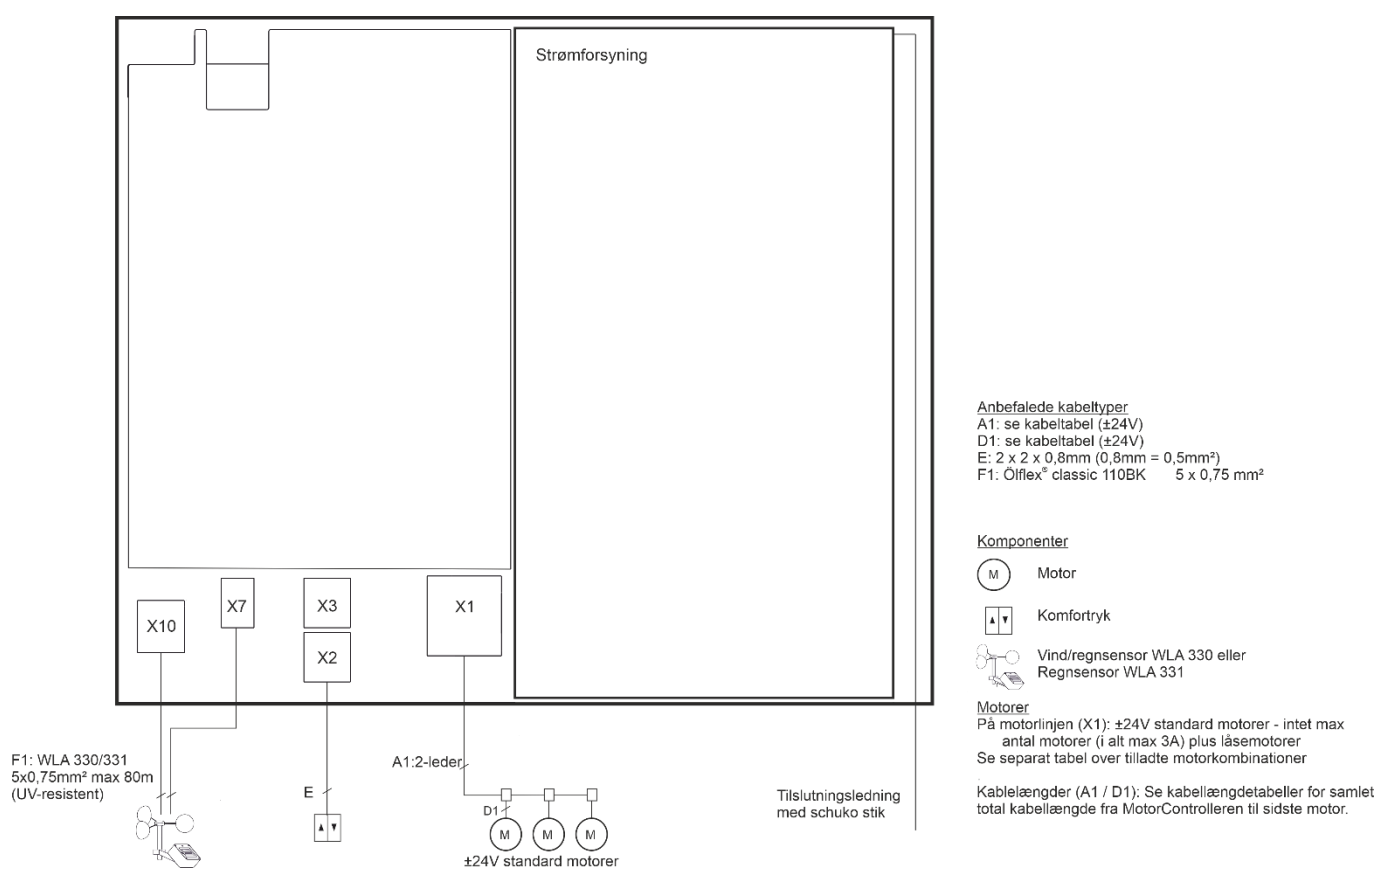 Strømforsyning
X10
X7
X3
X2
X1
F1: WLA 330/331
5x0,75mm² max 80m
(UV-resistent)
E
A1:2-leder
D1
M
M
M
±24V standard motorer
Tilslutningsledning
med schuko stik
Anbefalede kabeltyper
A1: se kabeltabel (±24V)
D1: se kabeltabel (±24V)
E: 2 x 2 x 0,8mm (0,8mm = 0,5mm²)
F1: Ölflex® classic 110BK 5 x 0,75 mm²
Komponenter
M Motor
Komfortryk
Vind/regnsensor WLA 330 eller
Regnsensor WLA 331
Motorer
På motorlinjen (X1): ±24V standard motorer - intet max
antal motorer (i alt max 3A) plus låsemotorer
Se separat tabel over tilladte motorkombinationer
Kablelængder (A1 / D1): Se kabellængdetabeller for samlet
total kabellængde fra MotorControlleren til sidste motor.